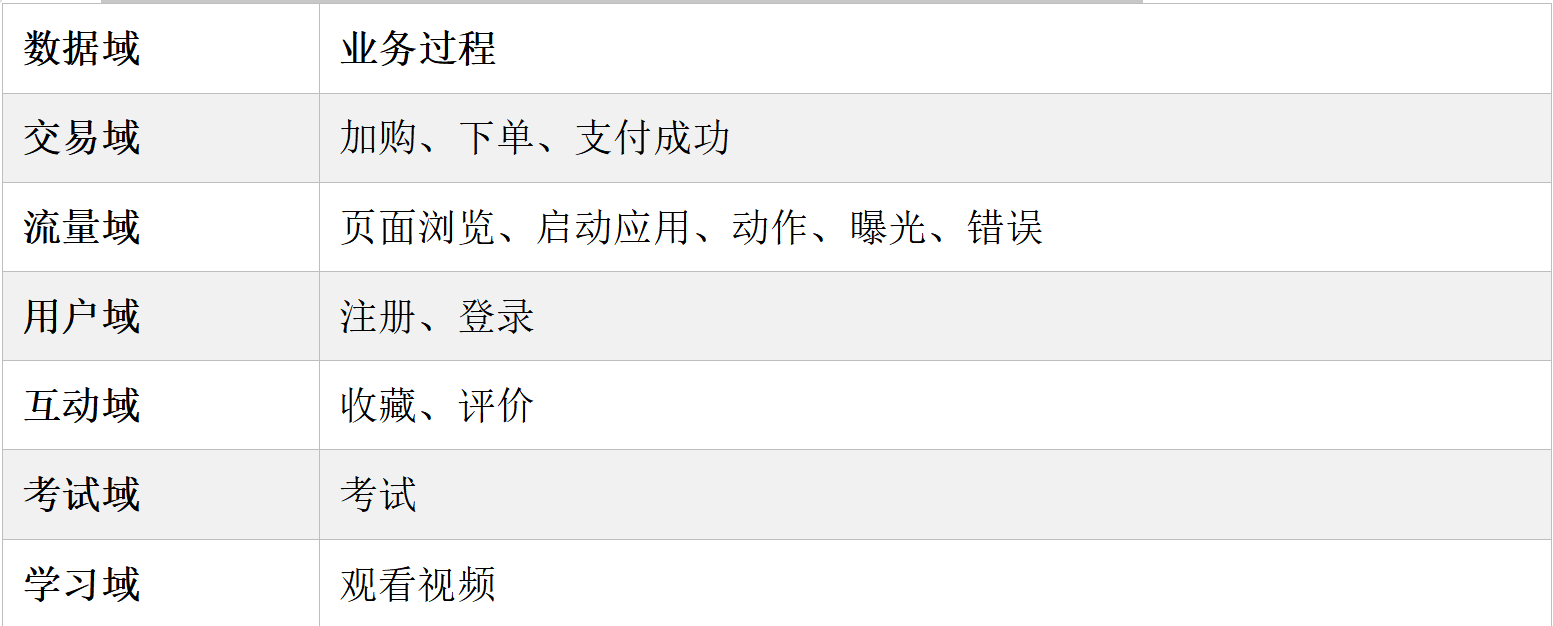 数据域 业务过程
交易域 加购、下单、支付成功
流量域 页面浏览、启动应用、动作、曝光、错误
用户域 注册、登录
互动域 收藏、评价
考试域 考试
学习域 观看视频